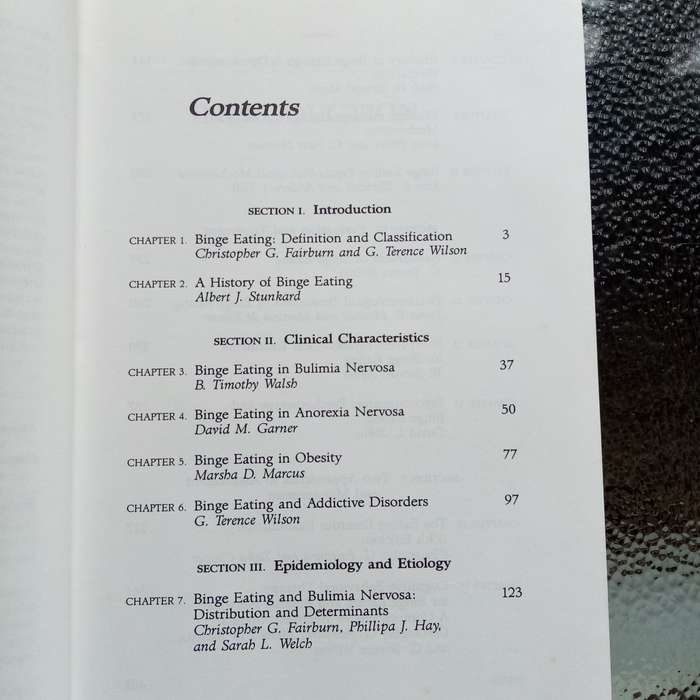 Contents
SECTION I. Introduction
CHAPTER 1. Binge Eating: Definition and Classification 3
Christopher G. Fairburn and G. Terence Wilson
CHAPTER 2. A History of Binge Eating 15
Albert J. Stunkard
SECTION II. Clinical Characteristics
CHAPTER 3. Binge Eating in Bulimia Nervosa 37
B. Timothy Walsh
CHAPTER 4. Binge Eating in Anorexia Nervosa 50
David M. Garner
CHAPTER 5. Binge Eating in Obesity 77
Marsha D. Marcus
CHAPTER 6. Binge Eating and Addictive Disorders 97
G. Terence Wilson
SECTION III. Epidemiology and Etiology
CHAPTER 7. Binge Eating and Bulimia Nervosa: 123
Distribution and Determinants
Christopher G. Fairburn, Phillipa J. Hay,
and Sarah L. Welch